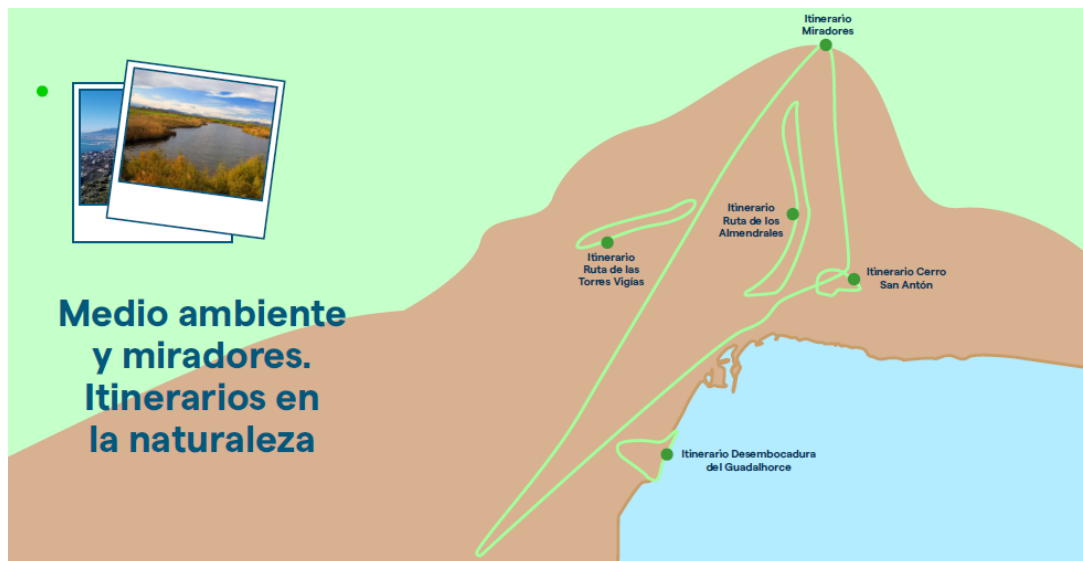 Itinerario
Miradores
Itinerario
Ruta de los
Almendrales
Itinerario
Ruta de las
Torres Vigías
Itinerario Cerro
San Antón
Medio ambiente
y miradores.
Itinerarios en
la naturaleza
Itinerario Desembocadura
del Guadalhorce